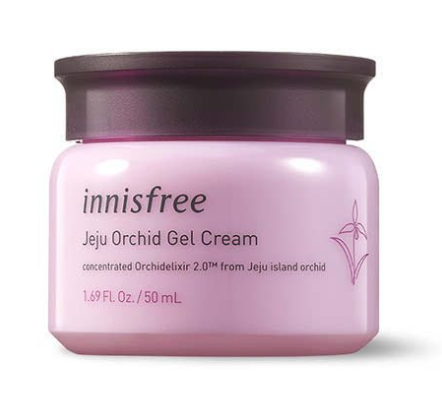 innisfree
Jeju Orchid Gel Cream
concentrated Orchidelixir 2.0™ from Jeju island orchid
1.69 Fl. Oz. / 50 mL